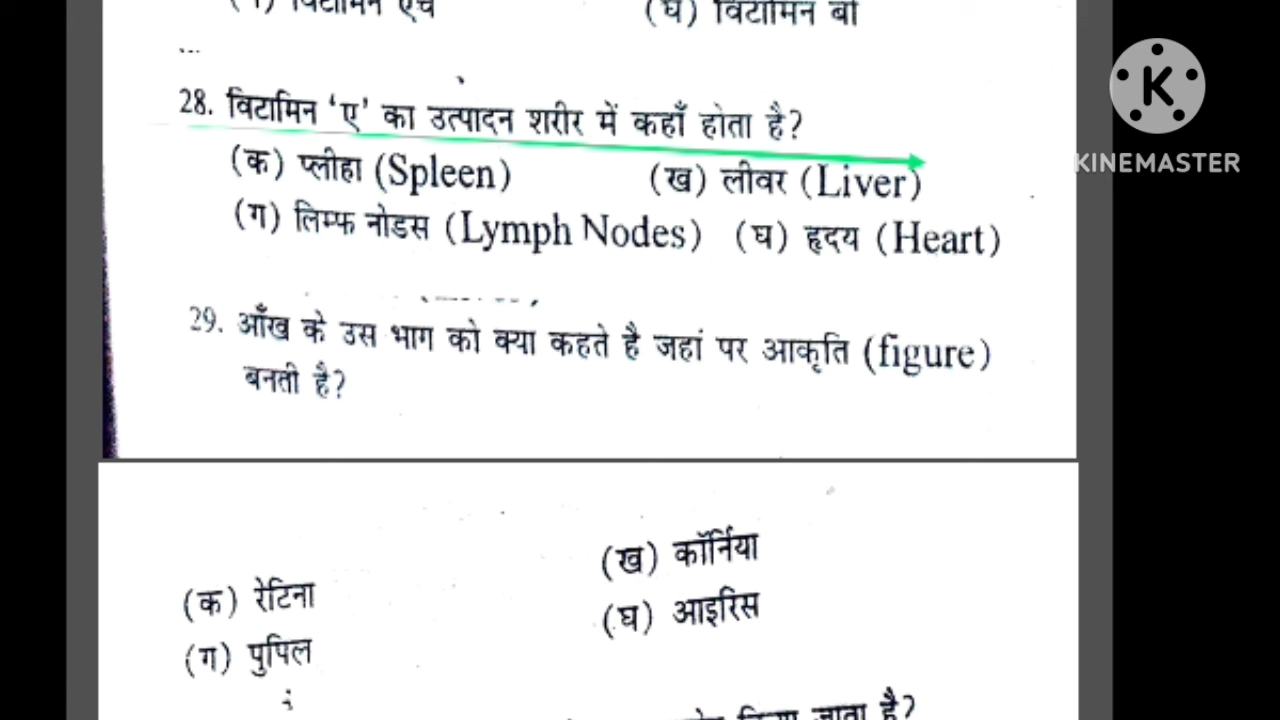 विटामिन एच (घ) विटामिन बी
28. विटामिन ‘ए’ का उत्पादन शरीर में कहाँ होता है?
(क) प्लीहा (Spleen) (ख) लीवर (Liver)
(ग) लिम्फ नोडस (Lymph Nodes) (घ) हृदय (Heart)
29. आँख के उस भाग को क्या कहते है जहां पर आकृति (figure)
बनती है?
(ख) कॉर्निया
(क) रेटिना
(घ) आइरिस
(ग) पुपिल
किया जाता है?
K
KINEMASTER